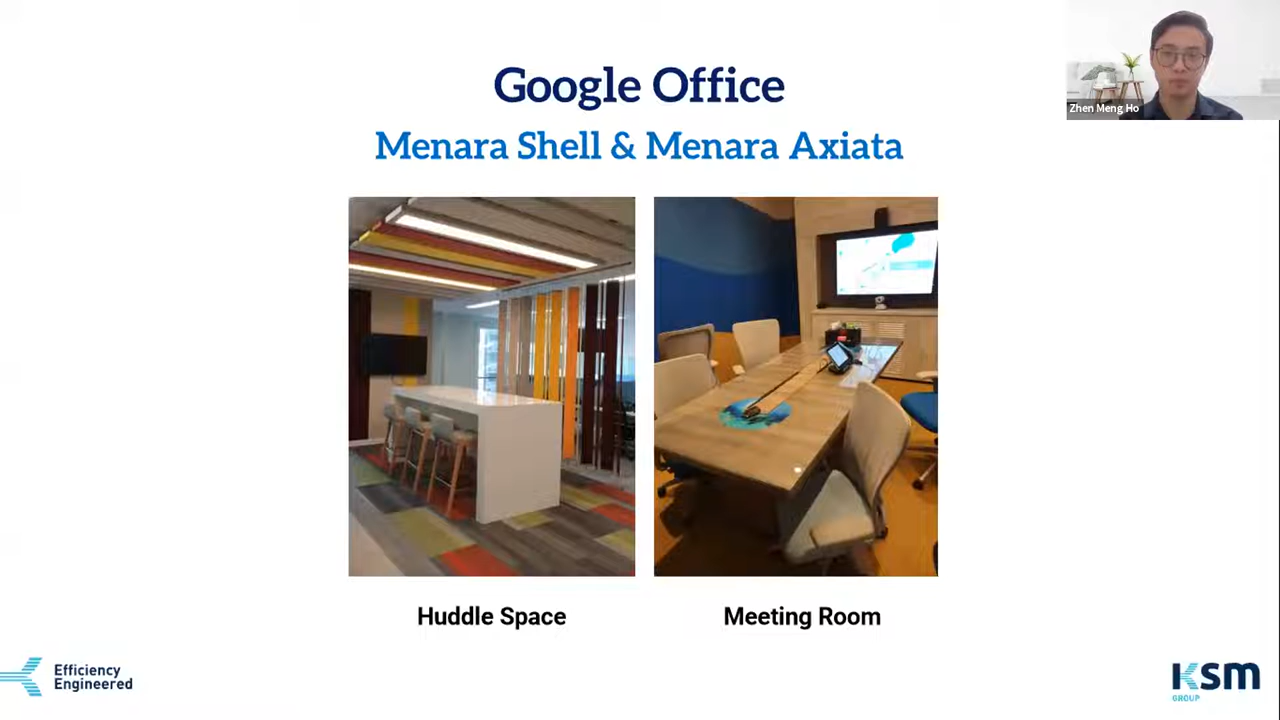 Google Office
Menara Shell & Menara Axiata
Zhen Meng Ho
Huddle Space
Meeting Room
Efficiency
Engineered
KSM
GROUP